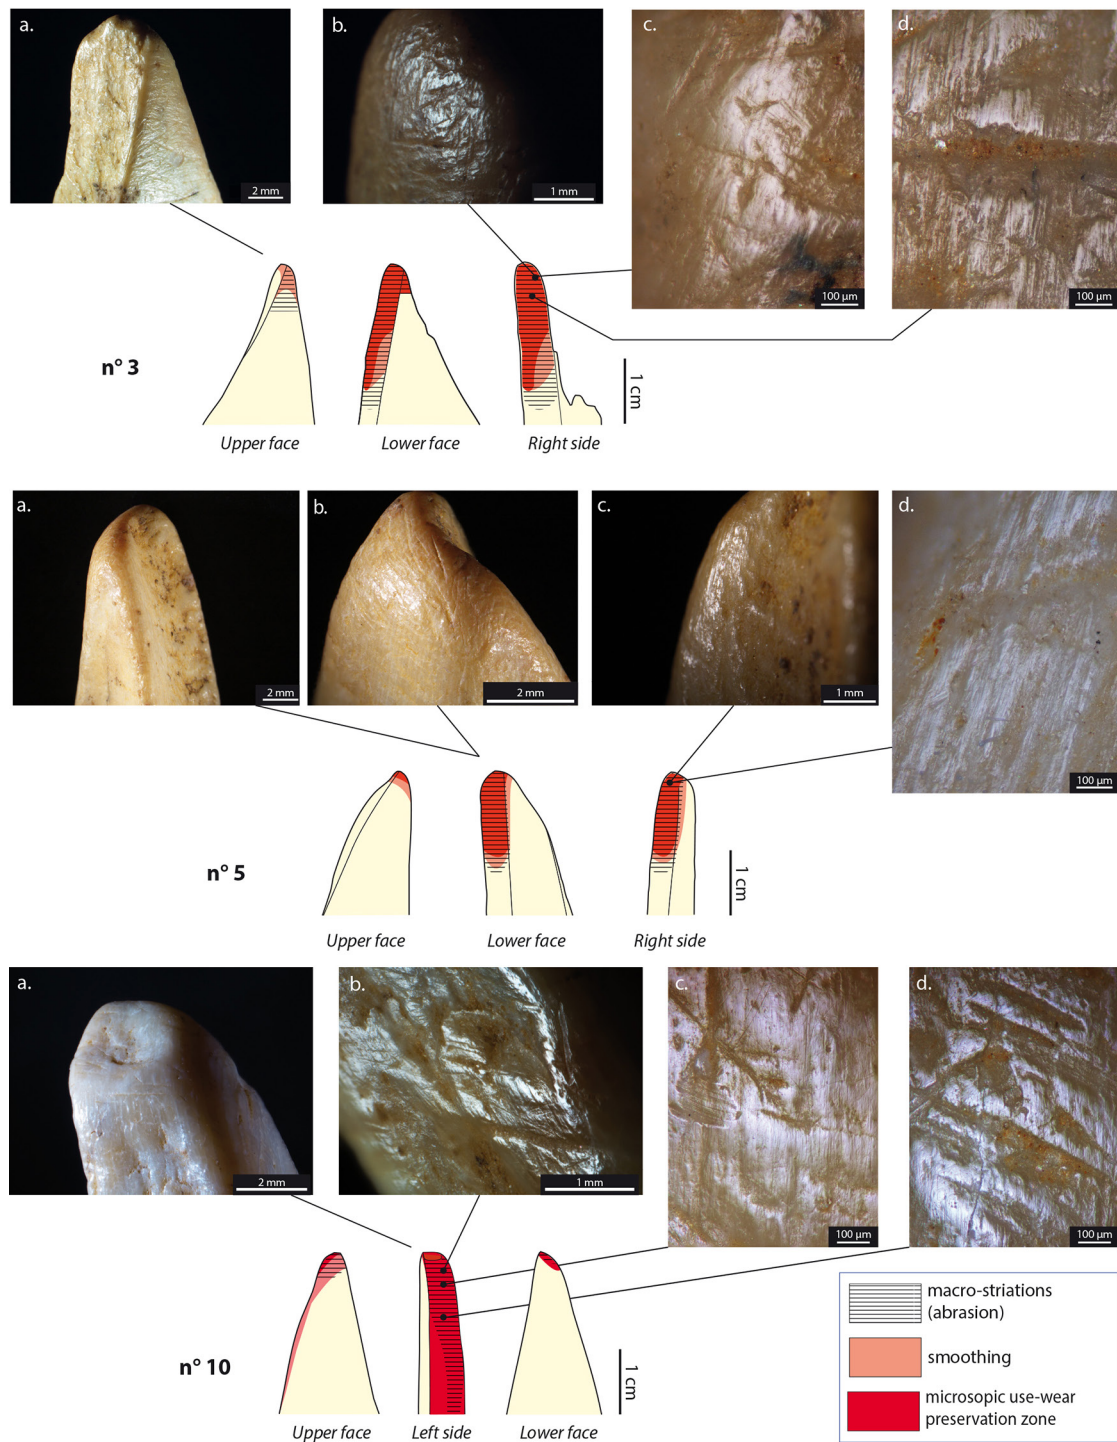 a.
b.
c.
d.
2 mm
1 mm
100 µm
100 µm
n° 3
1 cm
Upper face
Lower face
Right side
a.
b.
c.
d.
2 mm
2 mm
1 mm
100 µm
n° 5
1 cm
Upper face
Lower face
Right side
a.
b.
c.
d.
2 mm
1 mm
100 µm
100 µm
n° 10
1 cm
Upper face
Left side
Lower face
macro-striations
(abrasion)
smoothing
microsopic use-wear
preservation zone